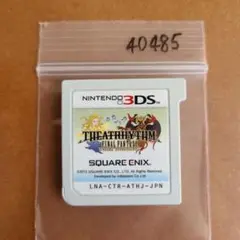 40485
NINTENDO 3DS
THEATRHYTHM
FINAL FANTASY
SQUARE ENIX
LNA-CTR-ATHJ-JPN